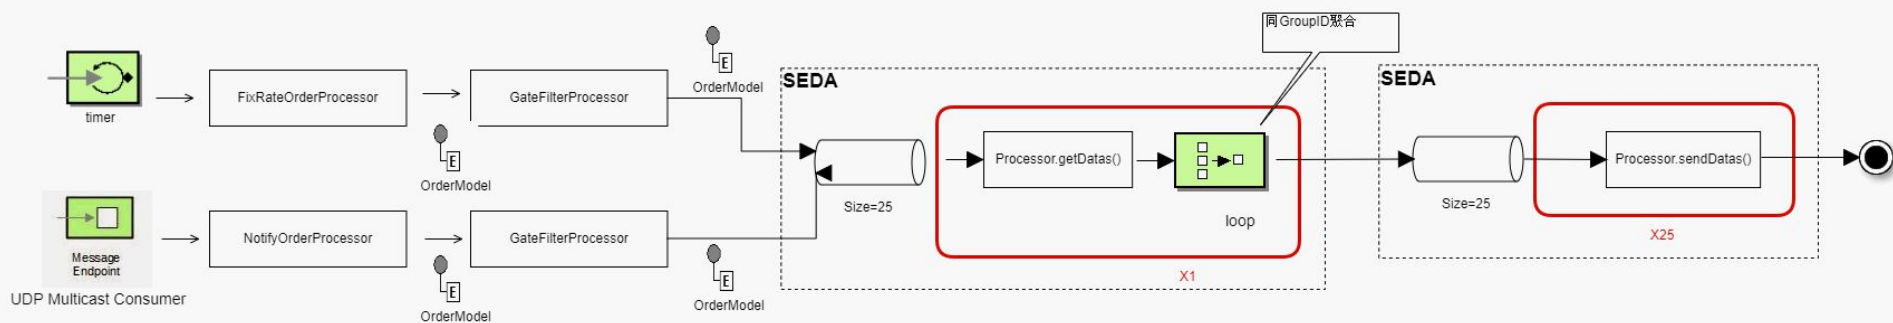 同GroupID聚合
SEDA
SEDA
E
OrderModel
FixRateOrderProcessor
GateFilterProcessor
timer
E
OrderModel
Processor.getDatas()
Processor.sendDatas()
Size=25
Size=25
loop
X25
X1
Message
Endpoint
NotifyOrderProcessor
GateFilterProcessor
UDP Multicast Consumer
E
OrderModel
E
OrderModel